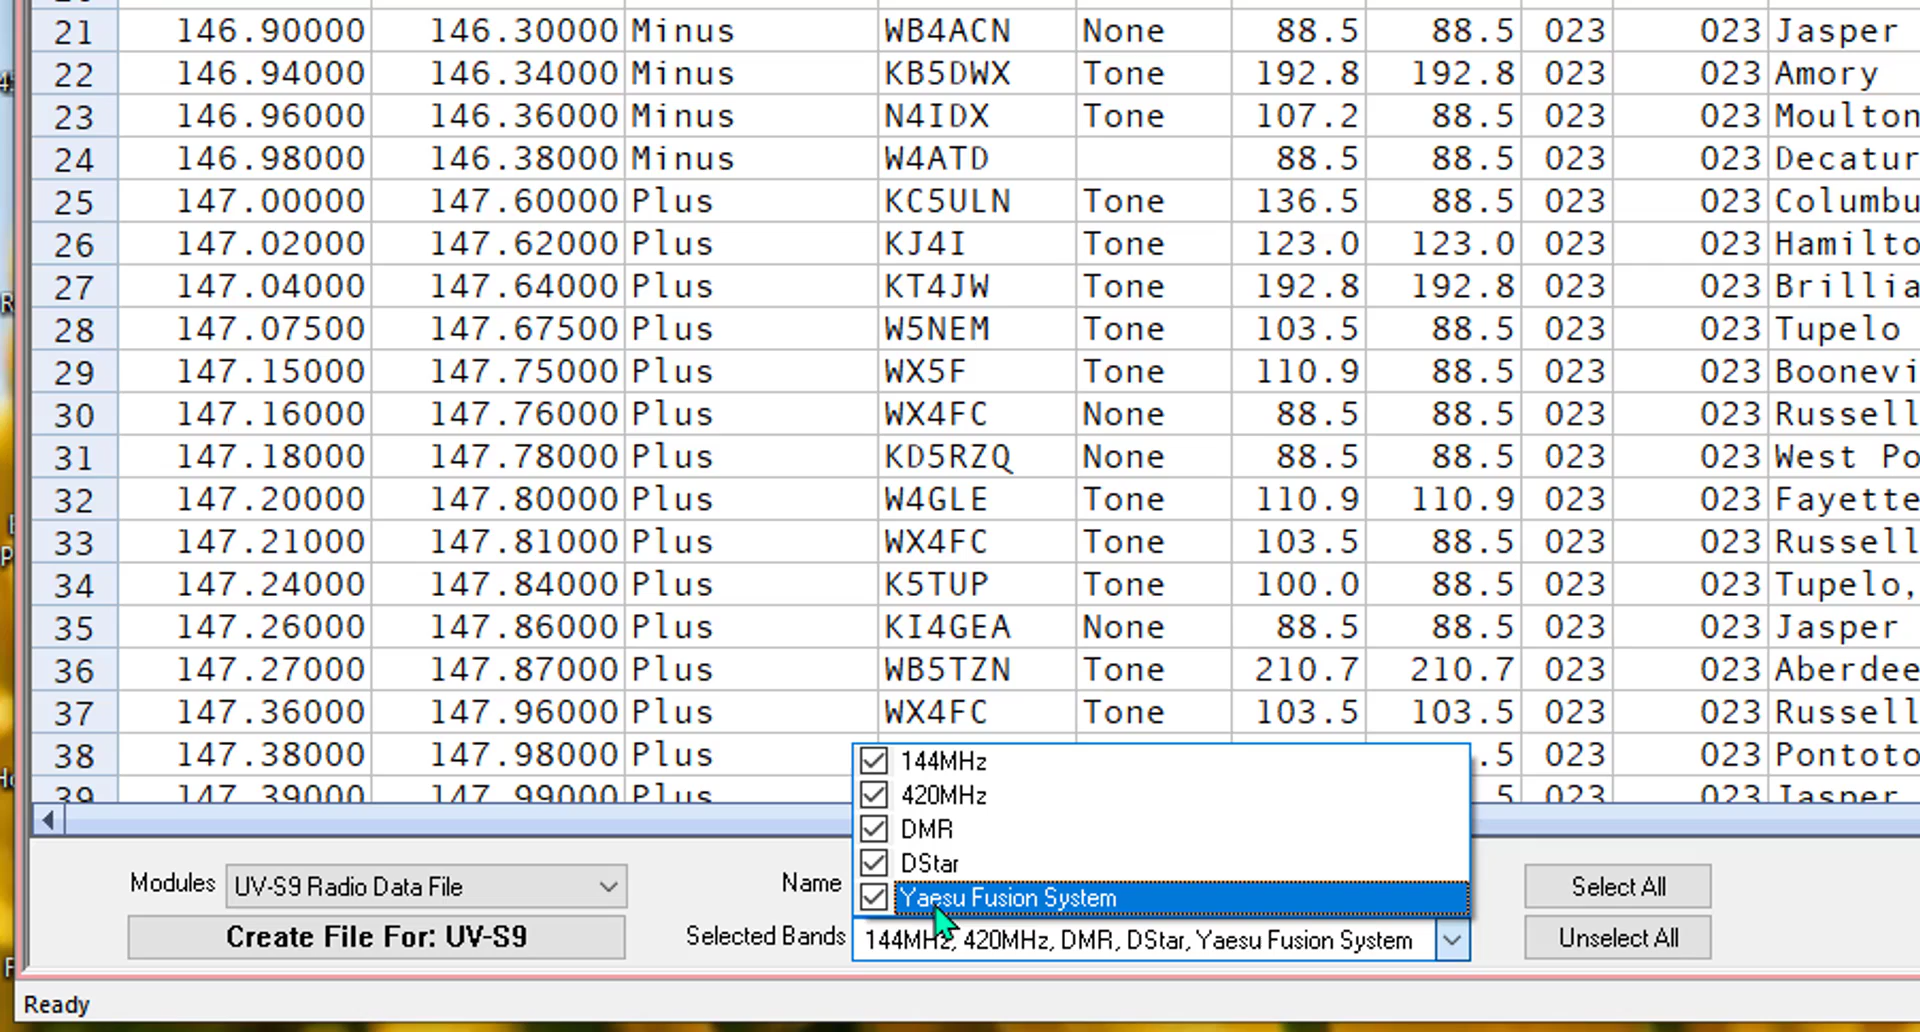 21 146.90000 146.30000 Minus WB4ACN None 88.5 88.5 023 023 Jasper
22 146.94000 146.34000 Minus KB5DWX Tone 192.8 192.8 023 023 Amory
23 146.96000 146.36000 Minus N4IDX Tone 107.2 88.5 023 023 Moulton
24 146.98000 146.38000 Minus W4ATD 88.5 88.5 023 023 Decatur
25 147.00000 147.60000 Plus KC5ULN Tone 136.5 88.5 023 023 Columbu
26 147.02000 147.62000 Plus KJ4I Tone 123.0 123.0 023 023 Hamilto
27 147.04000 147.64000 Plus KT4JW Tone 192.8 192.8 023 023 Brillia
28 147.07500 147.67500 Plus W5NEM Tone 103.5 88.5 023 023 Tupelo
29 147.15000 147.75000 Plus WX5F Tone 110.9 88.5 023 023 Boonevi
30 147.16000 147.76000 Plus WX4FC None 88.5 88.5 023 023 Russell
31 147.18000 147.78000 Plus KD5RZQ None 88.5 88.5 023 023 West Po
32 147.20000 147.80000 Plus W4GLE Tone 110.9 110.9 023 023 Fayette
33 147.21000 147.81000 Plus WX4FC Tone 103.5 88.5 023 023 Russell
34 147.24000 147.84000 Plus K5TUP Tone 100.0 88.5 023 023 Tupelo,
35 147.26000 147.86000 Plus KI4GEA None 88.5 88.5 023 023 Jasper
36 147.27000 147.87000 Plus WB5TZN Tone 210.7 210.7 023 023 Aberdee
37 147.36000 147.96000 Plus WX4FC Tone 103.5 103.5 023 023 Russell
38 147.38000 147.98000 Plus .5 023 023 Pontoto
39 147.39000 147.99000 Plus 5 023 023 Jasper
144MHz
420MHz
DMR
DStar
Yaesu Fusion System
Modules UV-S9 Radio Data File Name Select All
Create File For: UV-S9 Selected Bands 144MHz, 420MHz, DMR, DStar, Yaesu Fusion System Unselect All
Ready